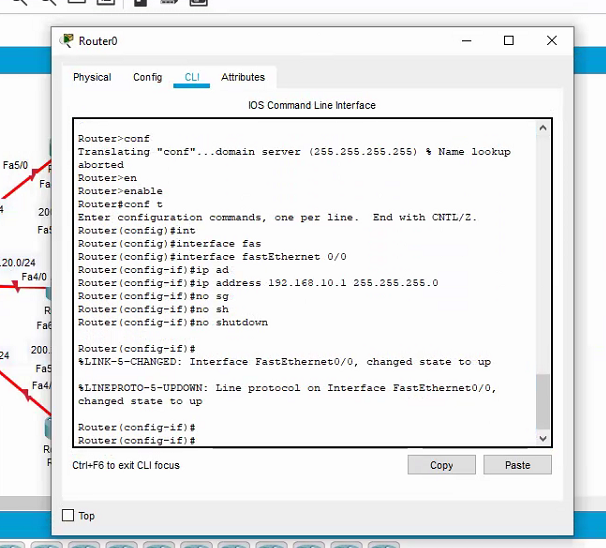 Router0
Physical Config CLI Attributes
IOS Command Line Interface
Router>conf
Translating "conf"...domain server (255.255.255.255) % Name lookup
aborted
Router>en
Router>enable
Router#conf t
Enter configuration commands, one per line.  End with CNTL/Z.
Router(config)#int
Router(config)#interface fas
Router(config)#interface fastEthernet 0/0
Router(config-if)#ip ad
Router(config-if)#ip address 192.168.10.1 255.255.255.0
Router(config-if)#no sg
Router(config-if)#no sh
Router(config-if)#no shutdown
Router(config-if)#
%LINK-5-CHANGED: Interface FastEthernet0/0, changed state to up
%LINEPROTO-5-UPDOWN: Line protocol on Interface FastEthernet0/0,
changed state to up
Router(config-if)#
Router(config-if)#
Ctrl+F6 to exit CLI focus
Copy Paste
Top
Fa5/0
Fa
200
Fa5
.20.0/24
Fa4/0
R
Fa6
24
200.
Fa5
Fa4/
R